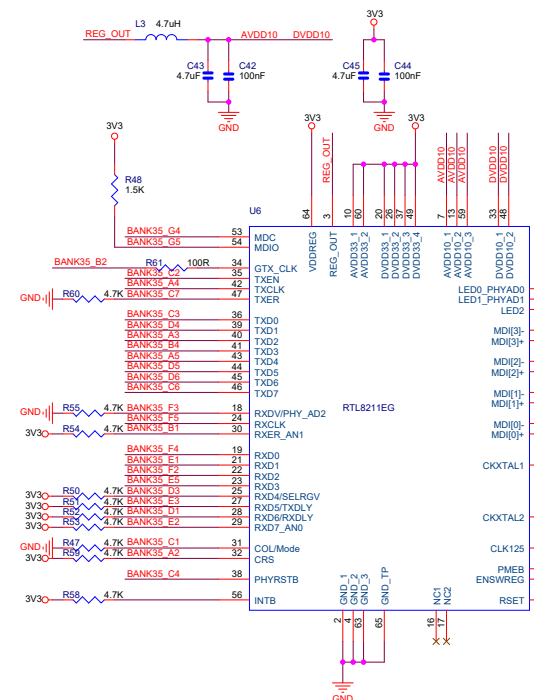 L3 4.7uH
REG_OUT AVDD10 DVDD10
3V3
C43 4.7uF
C42 100nF
C45 4.7uF
C44 100nF
GND
GND
3V3
3V3
REG_OUT
3V3
AVDD10
AVDD10
AVDD10
DVDD10
DVDD10
R48
1.5K
U6
64 3 10 60 20 26 37 49 7 13 59 33 48
VDDREG
REG_OUT
AVDD33_1
AVDD33_2
DVDD33_1
DVDD33_2
DVDD33_3
DVDD33_4
AVDD10_1
AVDD10_2
AVDD10_3
DVDD10_1
DVDD10_2
BANK35_G4 53 MDC
BANK35_G5 54 MDIO
BANK35_B2 R61 100R 34 GTX_CLK
BANK35_C2 35 TXEN
BANK35_A4 42 TXCLK
GND R60 4.7K BANK35_C7 47 TXER
BANK35_C3 36 TXD0
BANK35_D4 39 TXD1
BANK35_A3 40 TXD2
BANK35_B4 41 TXD3
BANK35_A5 43 TXD4
BANK35_D5 44 TXD5
BANK35_D6 45 TXD6
BANK35_C6 46 TXD7
GND R55 4.7K BANK35_F3 18 RXDV/PHY_AD2
BANK35_F5 24 RXCLK
3V3 R54 4.7K BANK35_B1 30 RXER_AN1
BANK35_F4 19 RXD0
BANK35_E1 21 RXD1
BANK35_F2 22 RXD2
BANK35_E5 23 RXD3
3V3 R50 4.7K BANK35_D3 25 RXD4/SELRGV
3V3 R51 4.7K BANK35_E3 27 RXD5/TXDLY
3V3 R52 4.7K BANK35_D1 28 RXD6/RXDLY
3V3 R53 4.7K BANK35_E2 29 RXD7_AN0
GND R47 4.7K BANK35_C1 31 COL/Mode
3V3 R59 4.7K BANK35_A2 32 CRS
BANK35_C4 38 PHYRSTB
3V3 R58 4.7K 56 INTB
RTL8211EG
LED0_PHYAD0
LED1_PHYAD1
LED2
MDI[3]-
MDI[3]+
MDI[2]-
MDI[2]+
MDI[1]-
MDI[1]+
MDI[0]-
MDI[0]+
CKXTAL1
CKXTAL2
CLK125
PMEB
ENSWREG
RSET
GND_1
GND_2
GND_3
GND_TP
NC1
NC2
2 4 63 65 16 17
GND